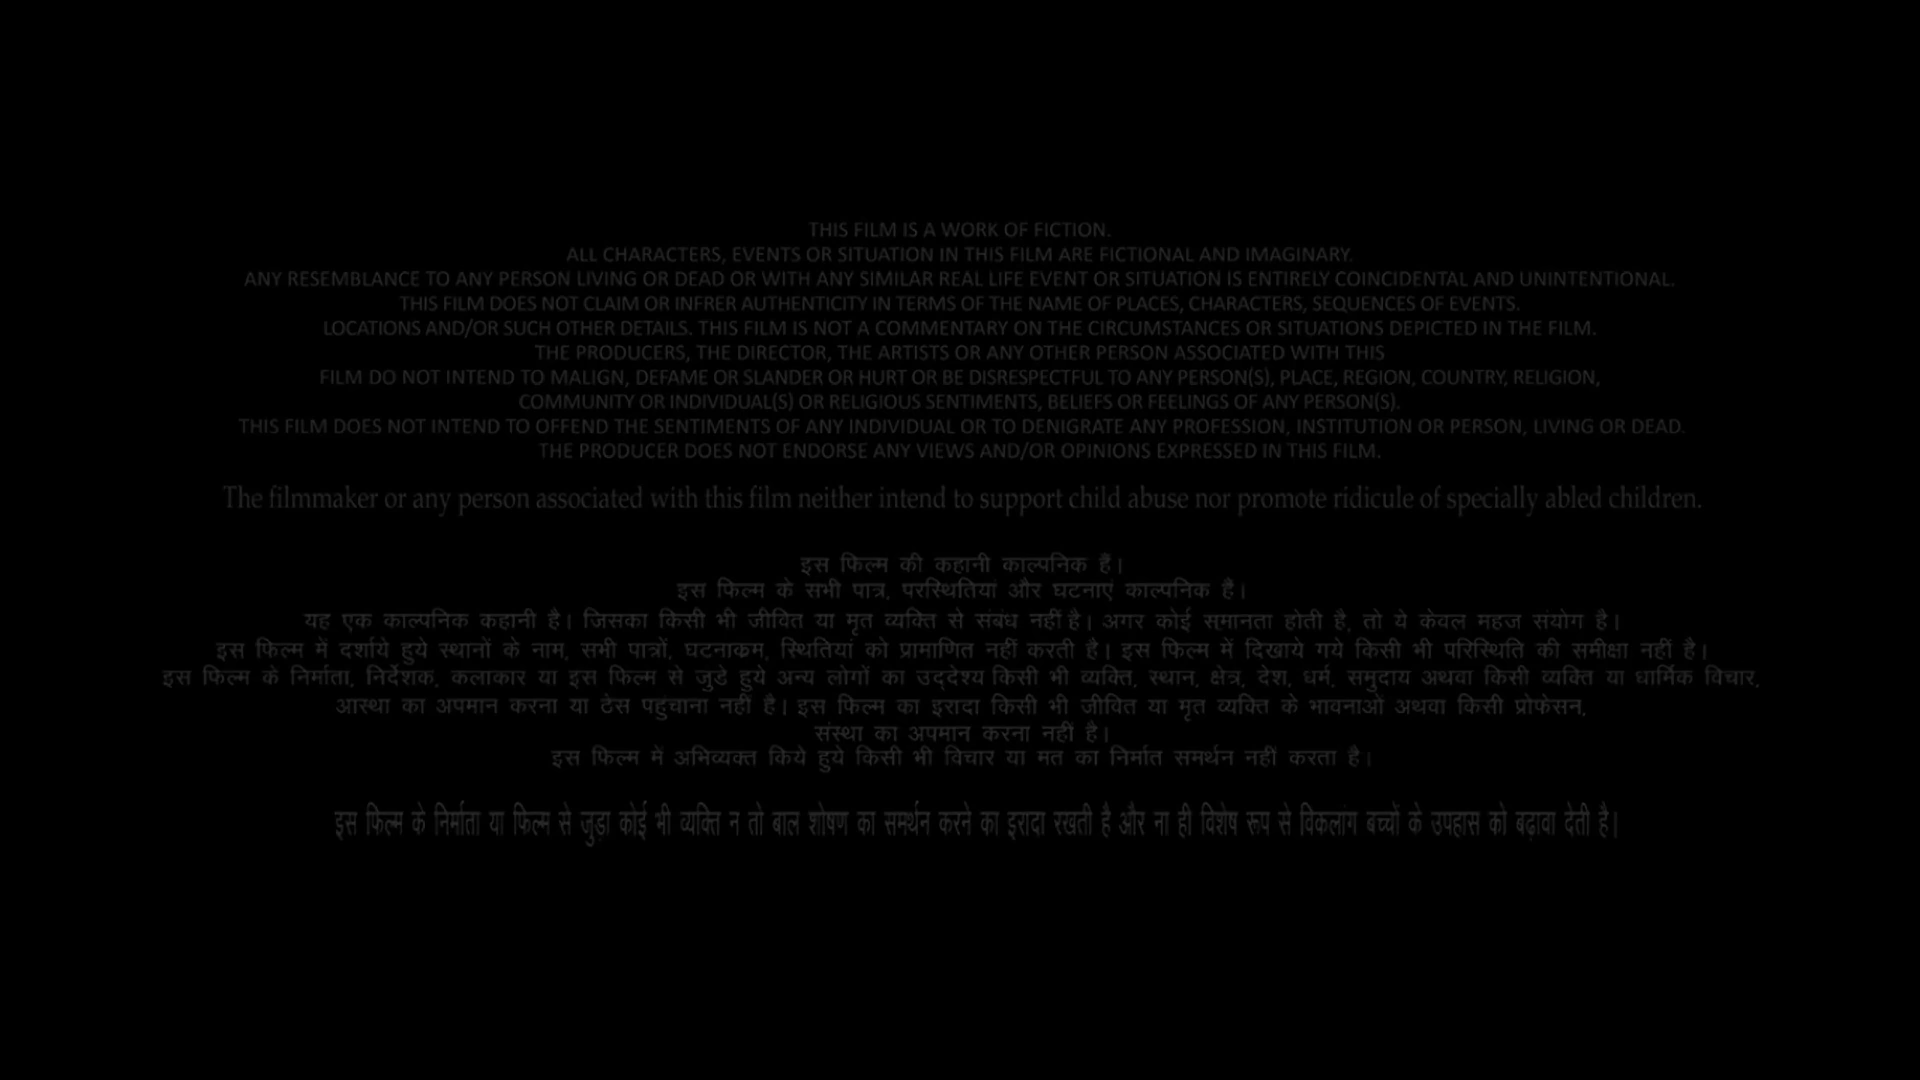 THIS FILM IS A WORK OF FICTION.
ALL CHARACTERS, EVENTS OR SITUATION IN THIS FILM ARE FICTIONAL AND IMAGINARY.
ANY RESEMBLANCE TO ANY PERSON LIVING OR DEAD OR WITH ANY SIMILAR REAL LIFE EVENT OR SITUATION IS ENTIRELY COINCIDENTAL AND UNINTENTIONAL.
THIS FILM DOES NOT CLAIM OR INFRER AUTHENTICITY IN TERMS OF THE NAME OF PLACES, CHARACTERS, SEQUENCES OF EVENTS.
LOCATIONS AND/OR SUCH OTHER DETAILS. THIS FILM IS NOT A COMMENTARY ON THE CIRCUMSTANCES OR SITUATIONS DEPICTED IN THE FILM.
THE PRODUCERS, THE DIRECTOR, THE ARTISTS OR ANY OTHER PERSON ASSOCIATED WITH THIS
FILM DO NOT INTEND TO MALIGN, DEFAME OR SLANDER OR HURT OR BE DISRESPECTFUL TO ANY PERSON(S), PLACE, REGION, COUNTRY, RELIGION,
COMMUNITY OR INDIVIDUAL(S) OR RELIGIOUS SENTIMENTS, BELIEFS OR FEELINGS OF ANY PERSON(S).
THIS FILM DOES NOT INTEND TO OFFEND THE SENTIMENTS OF ANY INDIVIDUAL OR TO DENIGRATE ANY PROFESSION, INSTITUTION OR PERSON, LIVING OR DEAD.
THE PRODUCER DOES NOT ENDORSE ANY VIEWS AND/OR OPINIONS EXPRESSED IN THIS FILM.
The filmmaker or any person associated with this film neither intend to support child abuse nor promote ridicule of specially abled children.
इस फिल्म की कहानी काल्पनिक हैं।
इस फिल्म के सभी पात्र, परस्थितियां और घटनाएं काल्पनिक है।
यह एक काल्पनिक कहानी है। जिसका किसी भी जीवित या मृत व्यक्ति से संबंध नहीं है। अगर कोई समानता होती है, तो ये केवल महज संयोग है।
इस फिल्म में दर्शाये हुये स्थानों के नाम, सभी पात्रों, घटनाक्रम, स्थितियां को प्रामाणित नहीं करती है। इस फिल्म में दिखाये गये किसी भी परिस्थिति की समीक्षा नहीं है।
इस फिल्म के निर्माता, निर्देशक, कलाकार या इस फिल्म से जुडे हुये अन्य लोगों का उद्देश्य किसी भी व्यक्ति, स्थान, क्षेत्र, देश, धर्म, समुदाय अथवा किसी व्यक्ति या धार्मिक विचार,
आस्था का अपमान करना या ठेस पहुंचाना नहीं है। इस फिल्म का इरादा किसी भी जीवित या मृत व्यक्ति के भावनाओं अथवा किसी प्रोफेसन,
संस्था का अपमान करना नहीं है।
इस फिल्म में अभिव्यक्त किये हुये किसी भी विचार या मत का निर्मात समर्थन नहीं करता है।
इस फिल्म के निर्माता या फिल्म से जुड़ा कोई भी व्यक्ति न तो बाल शोषण का समर्थन करने का इरादा रखती है और ना ही विशेष रूप से विकलांग बच्चों के उपहास को बढ़ावा देती है।